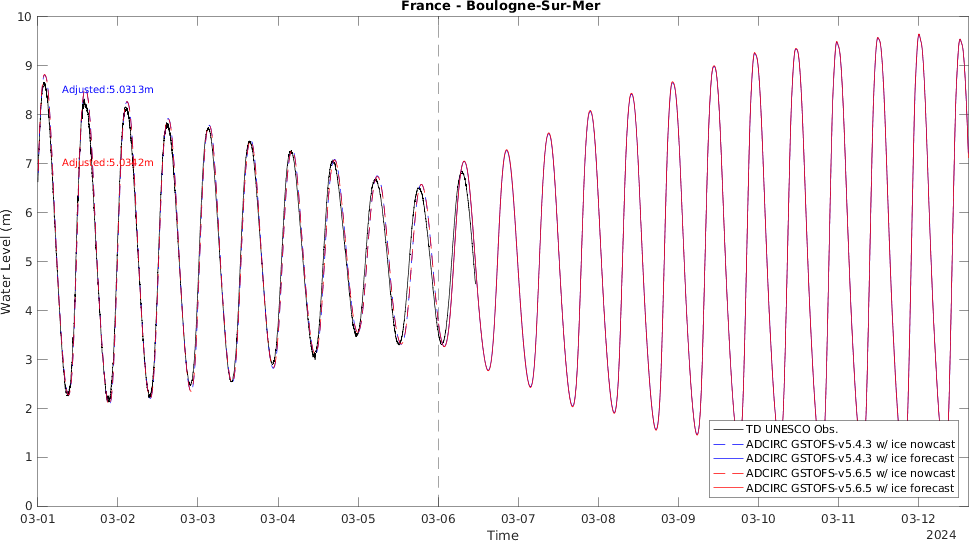 France - Boulogne-Sur-Mer
10
9
8
7
6
5
4
3
2
1
0
Water Level (m)
Adjusted:5.0313m
Adjusted:5.0342m
TD UNESCO Obs.
ADCIRC GSTOFS-v5.4.3 w/ ice nowcast
ADCIRC GSTOFS-v5.4.3 w/ ice forecast
ADCIRC GSTOFS-v5.6.5 w/ ice nowcast
ADCIRC GSTOFS-v5.6.5 w/ ice forecast
03-01 03-02 03-03 03-04 03-05 03-06 03-07 03-08 03-09 03-10 03-11 03-12
Time
2024